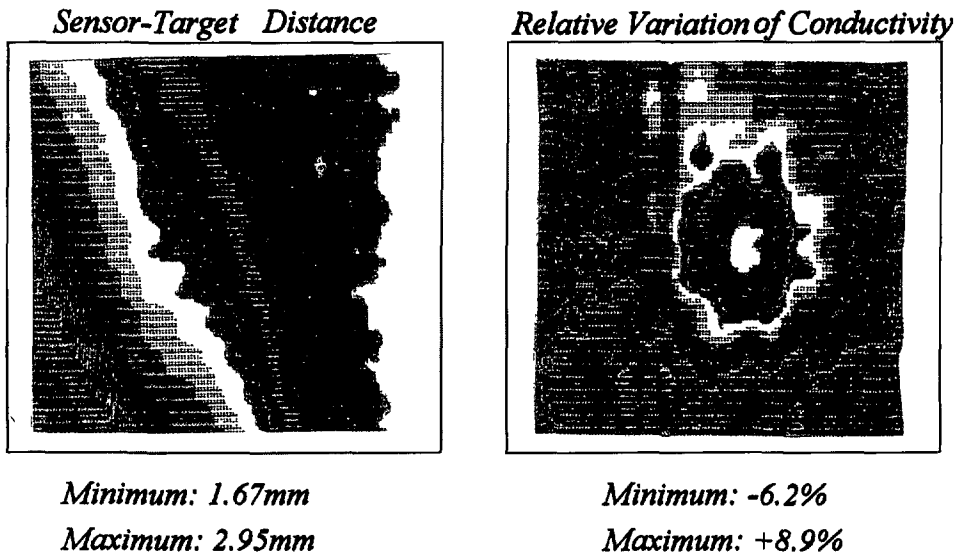 Sensor-Target Distance
Relative Variation of Conductivity
Minimum: 1.67mm
Maximum: 2.95mm
Minimum: -6.2%
Maximum: +8.9%